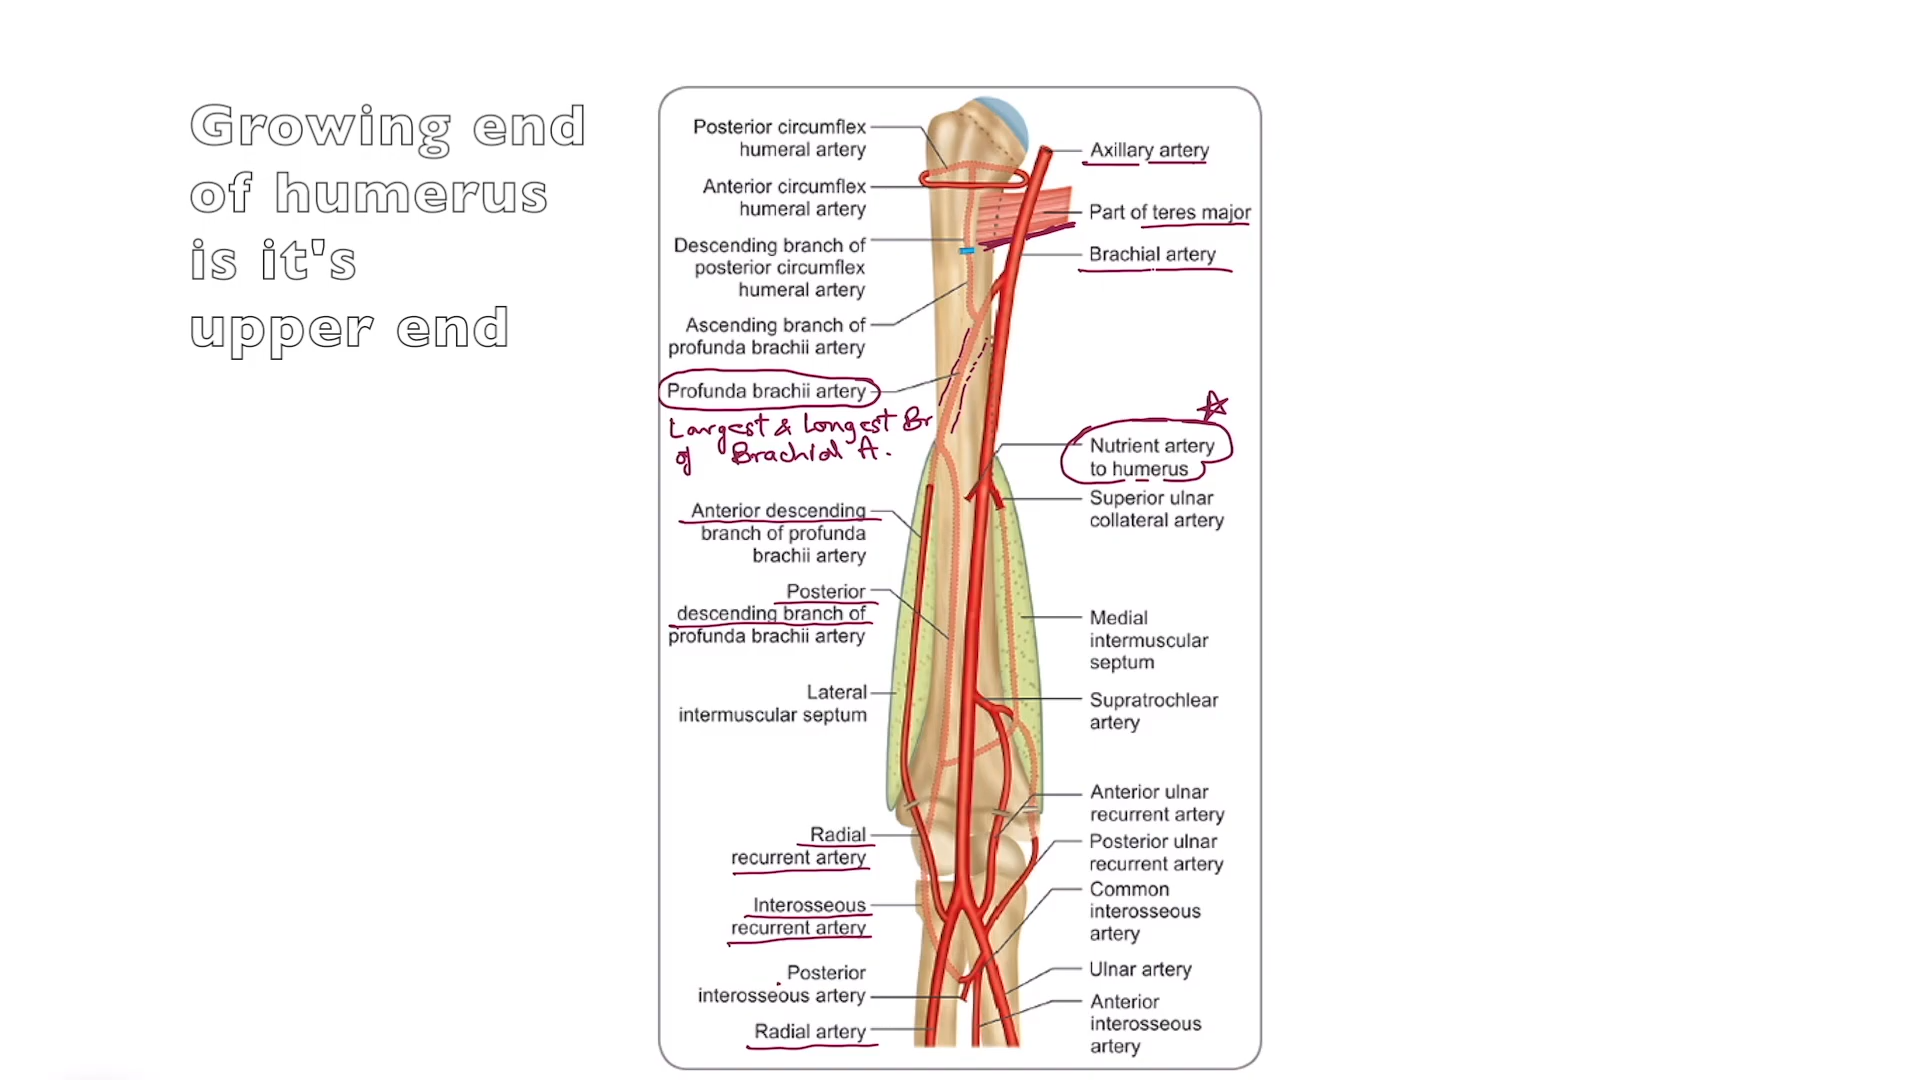 Growing end
of humerus
is it's
upper end
Posterior circumflex
humeral artery
Anterior circumflex
humeral artery
Descending branch of
posterior circumflex
humeral artery
Ascending branch of
profunda brachii artery
Profunda brachii artery
Largest & Longest Br
of Brachial A.
Anterior descending
branch of profunda
brachii artery
Posterior
descending branch of
profunda brachii artery
Lateral
intermuscular septum
Radial
recurrent artery
Interosseous
recurrent artery
Posterior
interosseous artery
Radial artery
Axillary artery
Part of teres major
Brachial artery
Nutrient artery
to humerus
Superior ulnar
collateral artery
Medial
intermuscular
septum
Supratrochlear
artery
Anterior ulnar
recurrent artery
Posterior ulnar
recurrent artery
Common
interosseous
artery
Ulnar artery
Anterior
interosseous
artery